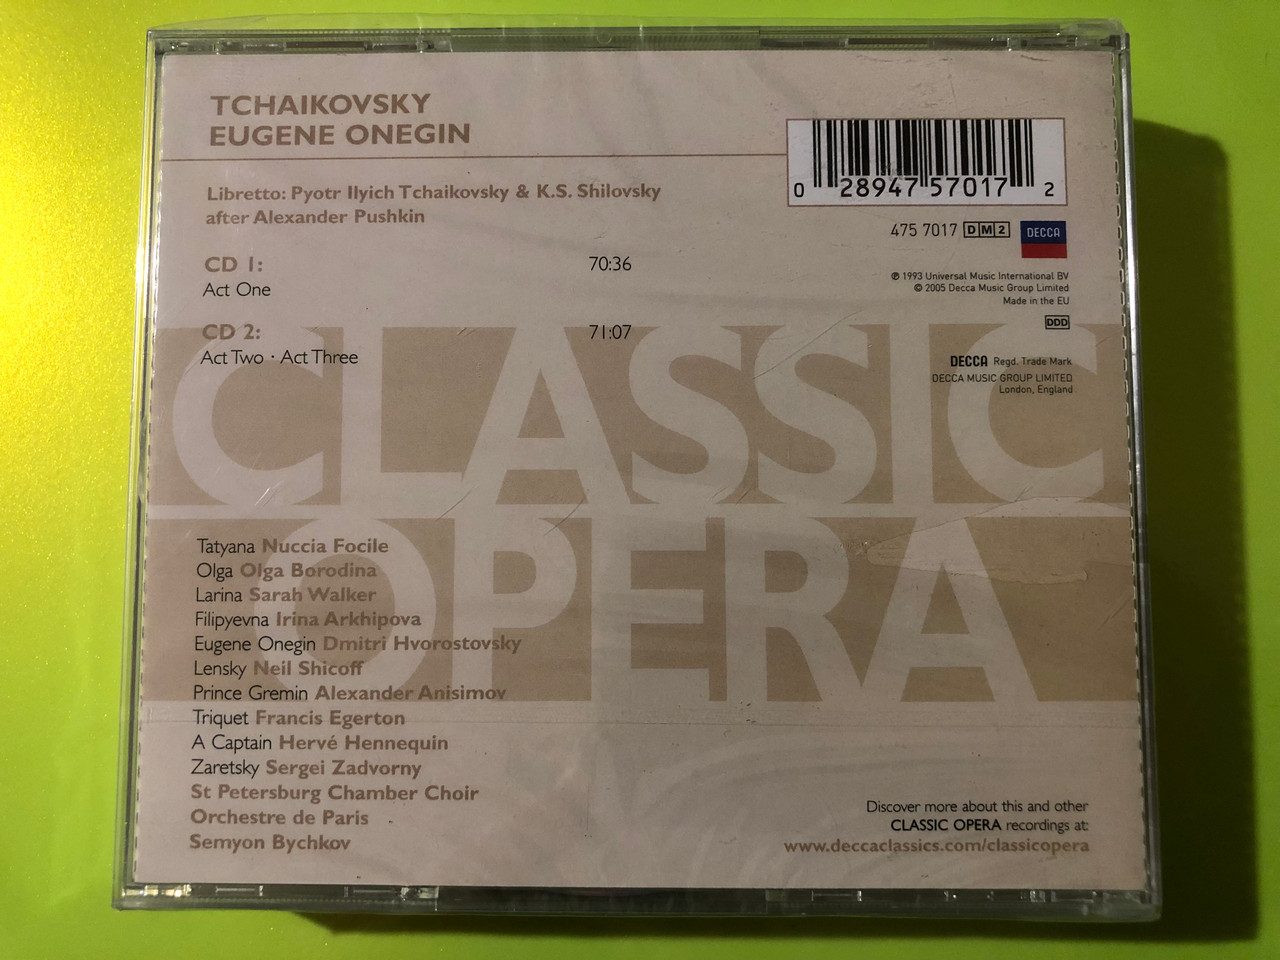 TCHAIKOVSKY
EUGENE ONEGIN
Libretto: Pyotr Ilyich Tchaikovsky & K.S. Shilovsky
after Alexander Pushkin
CD 1: 70:36
Act One
CD 2: 71:07
Act Two · Act Three
0 28947 57017 2
475 7017 DM2 DECCA
℗ 1993 Universal Music International BV
© 2005 Decca Music Group Limited
Made in the EU
DDD
DECCA Regd. Trade Mark
DECCA MUSIC GROUP LIMITED
London, England
CLASSIC
OPERA
Tatyana Nuccia Focile
Olga Olga Borodina
Larina Sarah Walker
Filipyevna Irina Arkhipova
Eugene Onegin Dmitri Hvorostovsky
Lensky Neil Shicoff
Prince Gremin Alexander Anisimov
Triquet Francis Egerton
A Captain Hervé Hennequin
Zaretsky Sergei Zadvorny
St Petersburg Chamber Choir
Orchestre de Paris
Semyon Bychkov
Discover more about this and other
CLASSIC OPERA recordings at:
www.deccaclassics.com/classicopera